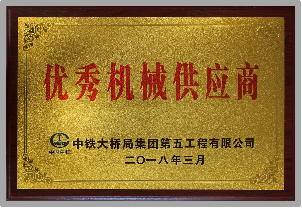 优秀机械供应商
中铁大桥局集团第五工程有限公司
二〇一八年三月